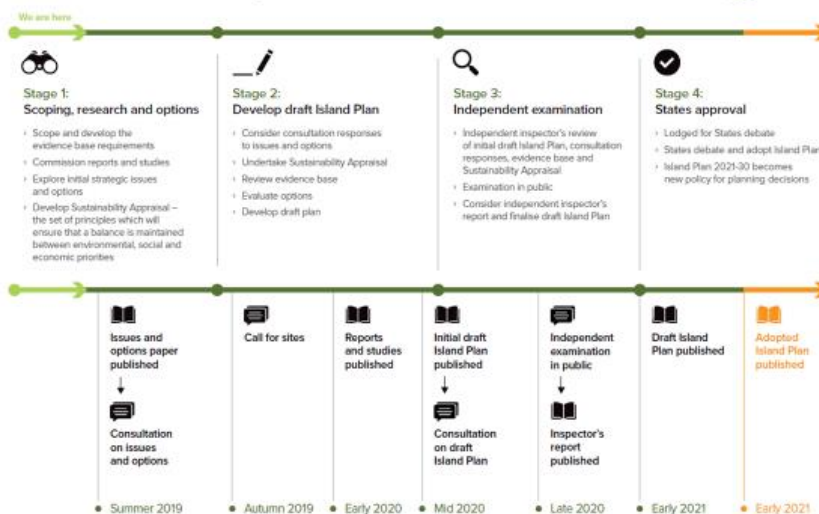 We are here
Stage 1:
Scoping, research and options
› Scope and develop the
evidence base requirements
› Commission reports and studies
› Explore initial strategic issues
and options
› Develop Sustainability Appraisal –
the set of principles which will
ensure that a balance is maintained
between environmental, social and
economic priorities
Stage 2:
Develop draft Island Plan
› Consider consultation responses
to issues and options
› Undertake Sustainability Appraisal
› Review evidence base
› Evaluate options
› Develop draft plan
Stage 3:
Independent examination
› Independent inspector's review
of initial draft Island Plan, consultation
responses, evidence base and
Sustainability Appraisal
› Examination in public
› Consider independent inspector's
report and finalise draft Island Plan
Stage 4:
States approval
› Lodged for States debate
› States debate and adopt Island Plan
› Island Plan 2021-30 becomes
new policy for planning decisions
Issues and
options paper
published
Consultation
on issues
and options
Summer 2019
Call for sites
Autumn 2019
Reports
and studies
published
Early 2020
Initial draft
Island Plan
published
Consultation
on draft
Island Plan
Mid 2020
Independent
examination
in public
Inspector's
report
published
Late 2020
Draft Island
Plan published
Early 2021
Adopted
Island Plan
published
Early 2021